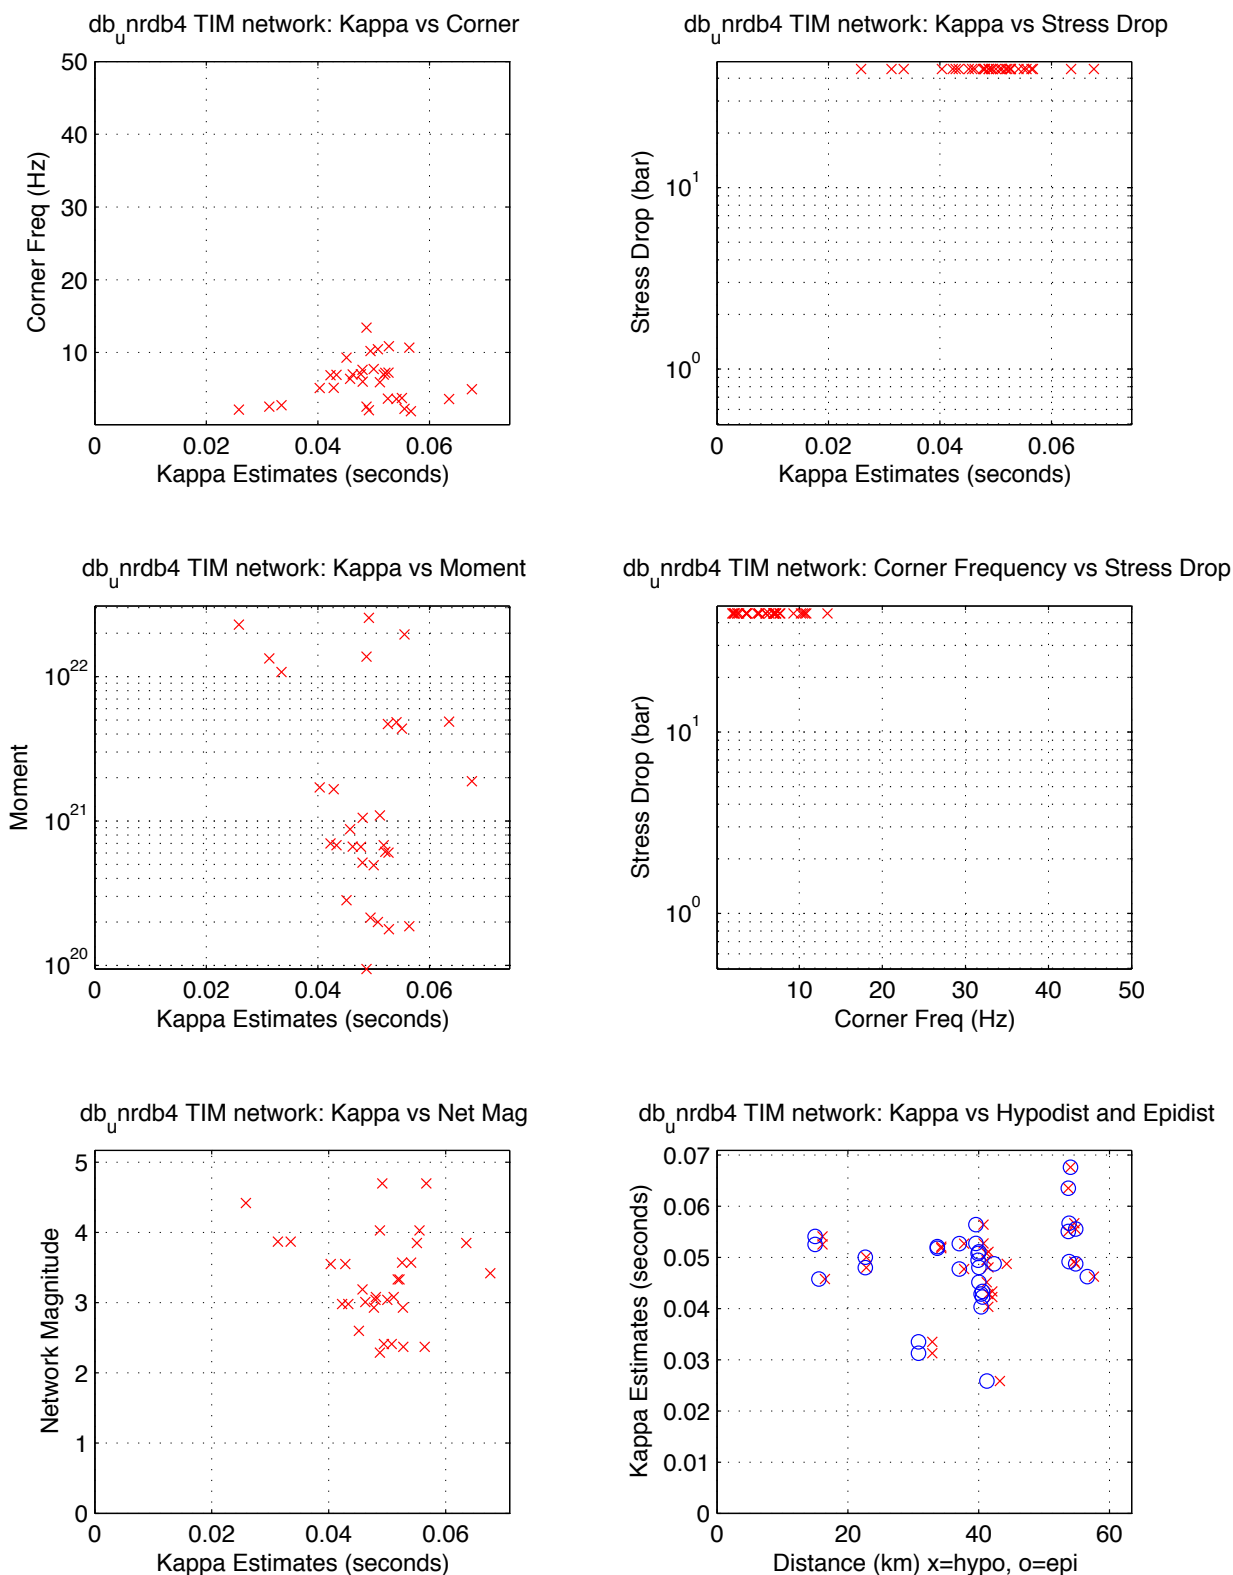 db_unrdb4 TIM network: Kappa vs Corner
50
40
30
20
10
Corner Freq (Hz)
0 0.02 0.04 0.06
Kappa Estimates (seconds)
db_unrdb4 TIM network: Kappa vs Stress Drop
10^1
10^0
Stress Drop (bar)
0 0.02 0.04 0.06
Kappa Estimates (seconds)
db_unrdb4 TIM network: Kappa vs Moment
10^22
10^21
10^20
Moment
0 0.02 0.04 0.06
Kappa Estimates (seconds)
db_unrdb4 TIM network: Corner Frequency vs Stress Drop
10^1
10^0
Stress Drop (bar)
10 20 30 40 50
Corner Freq (Hz)
db_unrdb4 TIM network: Kappa vs Net Mag
5
4
3
2
1
0
Network Magnitude
0 0.02 0.04 0.06
Kappa Estimates (seconds)
db_unrdb4 TIM network: Kappa vs Hypodist and Epidist
0.07
0.06
0.05
0.04
0.03
0.02
0.01
0
Kappa Estimates (seconds)
0 20 40 60
Distance (km) x=hypo, o=epi